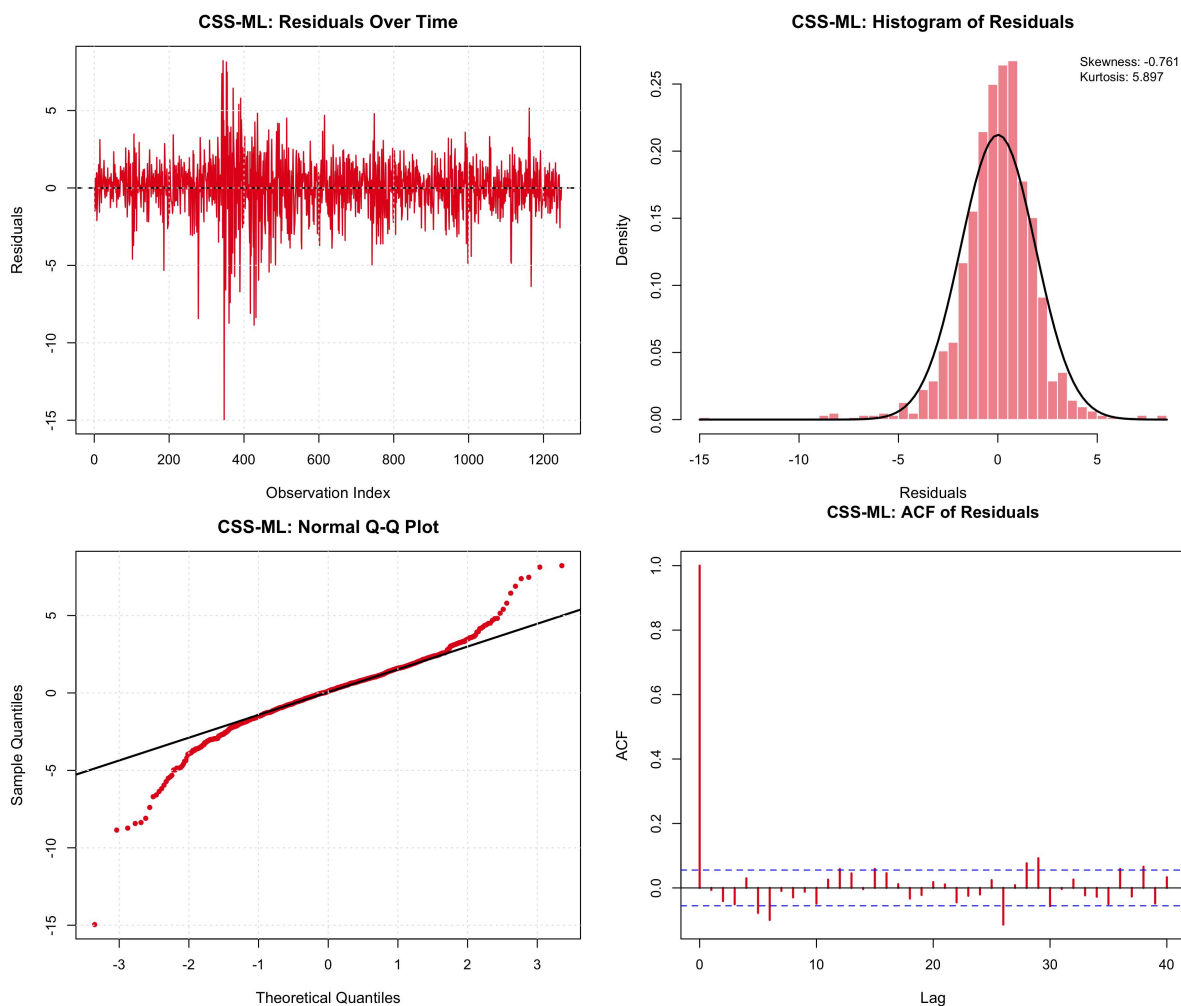 CSS-ML: Residuals Over Time
Residuals
5
0
-5
-10
-15
0 200 400 600 800 1000 1200
Observation Index
CSS-ML: Histogram of Residuals
Skewness: -0.761
Kurtosis: 5.897
Density
0.25
0.20
0.15
0.10
0.05
0.00
-15 -10 -5 0 5
Residuals
CSS-ML: Normal Q-Q Plot
Sample Quantiles
5
0
-5
-10
-15
-3 -2 -1 0 1 2 3
Theoretical Quantiles
CSS-ML: ACF of Residuals
ACF
1.0
0.8
0.6
0.4
0.2
0.0
0 10 20 30 40
Lag